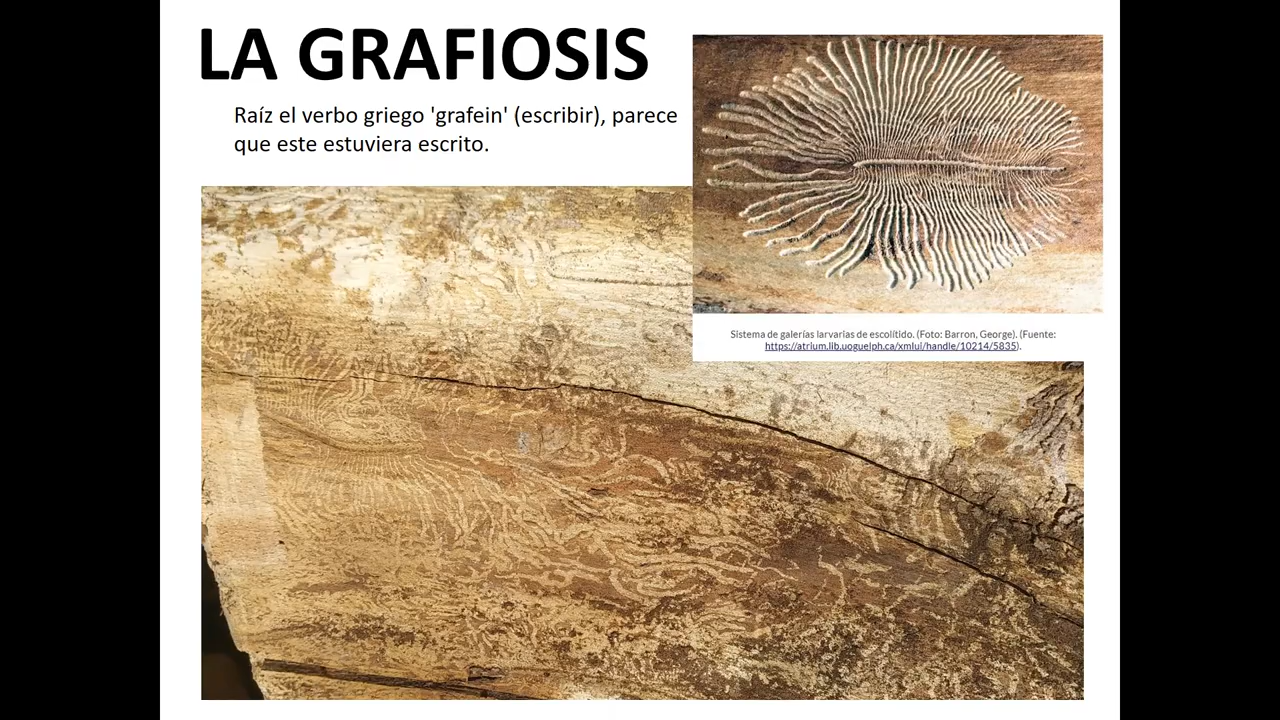 LA GRAFIOSIS
Raíz el verbo griego 'grafein' (escribir), parece
que este estuviera escrito.
Sistema de galerías larvarias de escolítido. (Foto: Barron, George). (Fuente:
https://atrium.lib.uoguelph.ca/xmlui/handle/10214/5835).